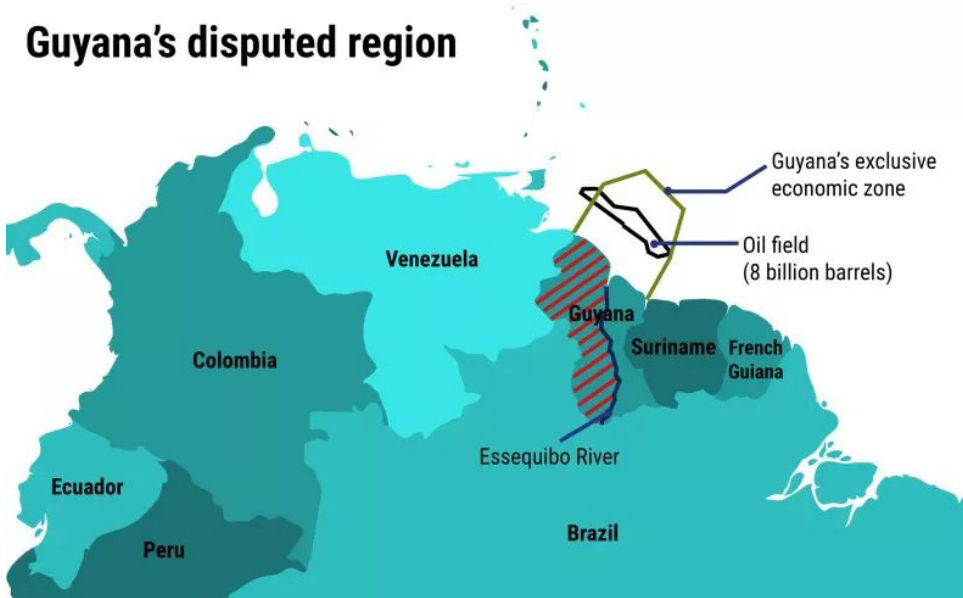 Guyana's disputed region
Guyana's exclusive
economic zone
Oil field
(8 billion barrels)
Venezuela
Guyana
Suriname
French
Guiana
Colombia
Essequibo River
Ecuador
Brazil
Peru